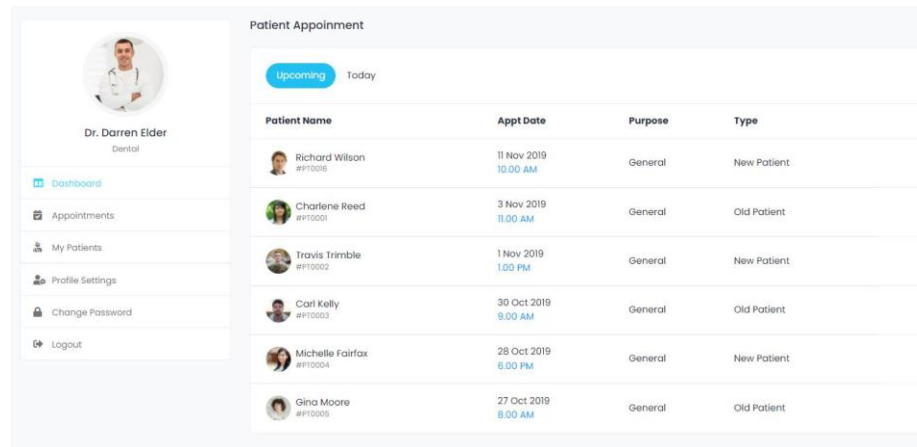 Dr. Darren Elder
Dental
Dashboard
Appointments
My Patients
Profile Settings
Change Password
Logout
Patient Appoinment
Upcoming Today
Patient Name Appt Date Purpose Type
Richard Wilson 11 Nov 2019 General New Patient
#PT0016 10.00 AM
Charlene Reed 3 Nov 2019 General Old Patient
#PT0001 11.00 AM
Travis Trimble 1 Nov 2019 General New Patient
#PT0002 1.00 PM
Carl Kelly 30 Oct 2019 General Old Patient
#PT0003 9.00 AM
Michelle Fairfax 28 Oct 2019 General New Patient
#PT0004 6.00 PM
Gina Moore 27 Oct 2019 General Old Patient
#PT0005 8.00 AM